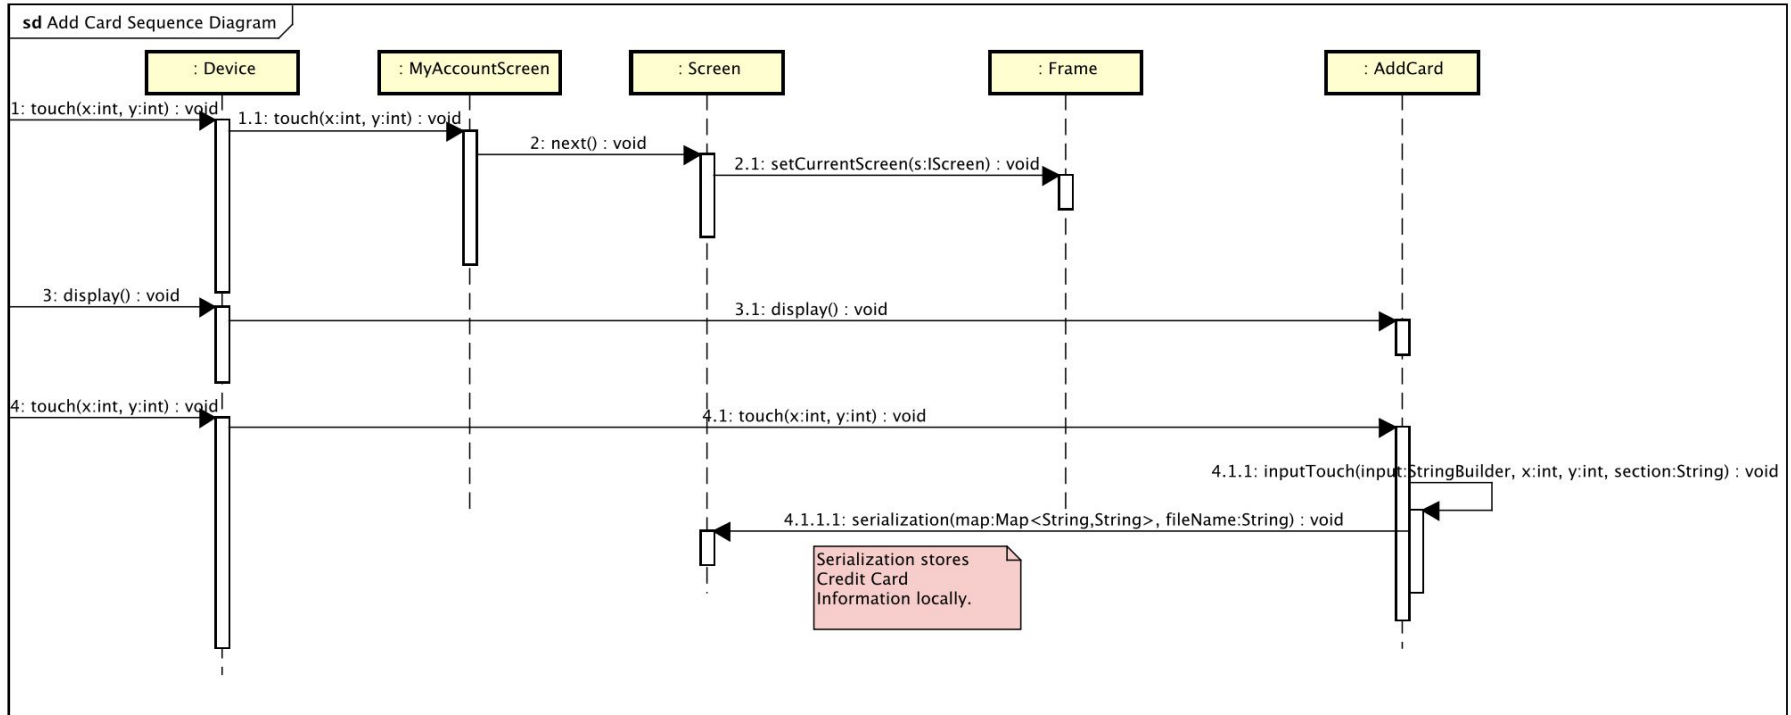 sd Add Card Sequence Diagram
: Device
: MyAccountScreen
: Screen
: Frame
: AddCard
1: touch(x:int, y:int) : void
1.1: touch(x:int, y:int) : void
2: next() : void
2.1: setCurrentScreen(s:IScreen) : void
3: display() : void
3.1: display() : void
4: touch(x:int, y:int) : void
4.1: touch(x:int, y:int) : void
4.1.1: inputTouch(input:StringBuilder, x:int, y:int, section:String) : void
4.1.1.1: serialization(map:Map<String,String>, fileName:String) : void
Serialization stores
Credit Card
Information locally.